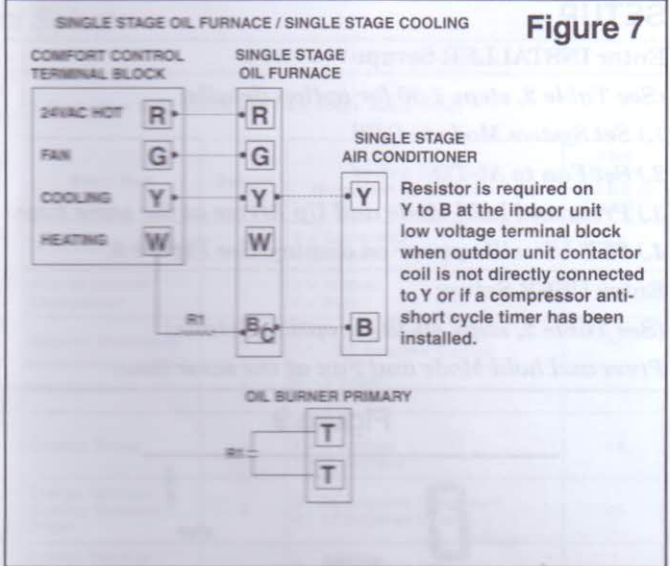 SINGLE STAGE OIL FURNACE / SINGLE STAGE COOLING
Figure 7
COMFORT CONTROL
TERMINAL BLOCK
SINGLE STAGE
OIL FURNACE
24VAC HOT R R
FAN G G
COOLING Y Y Y
HEATING W W
R1 B/C B
SINGLE STAGE
AIR CONDITIONER
Resistor is required on
Y to B at the indoor unit
low voltage terminal block
when outdoor unit contactor
coil is not directly connected
to Y or if a compressor anti-
short cycle timer has been
installed.
OIL BURNER PRIMARY
T
R1
T